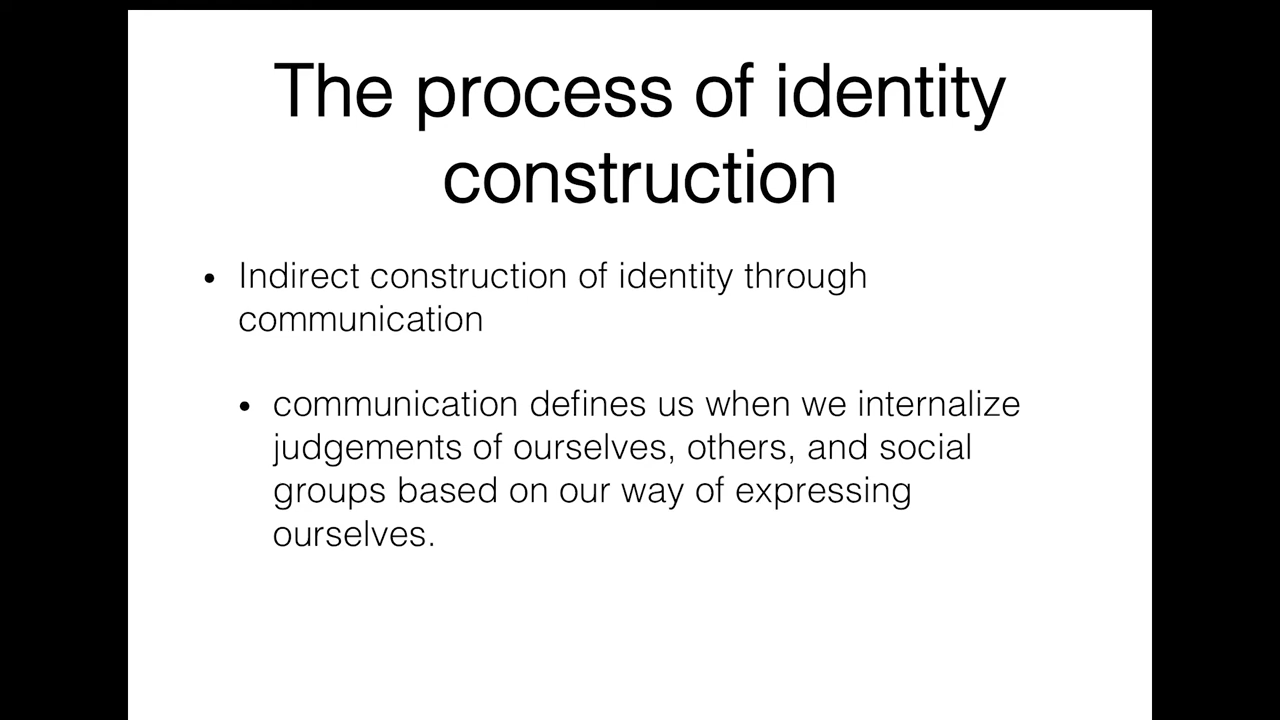 The process of identity
construction
• Indirect construction of identity through
communication
• communication defines us when we internalize
judgements of ourselves, others, and social
groups based on our way of expressing
ourselves.